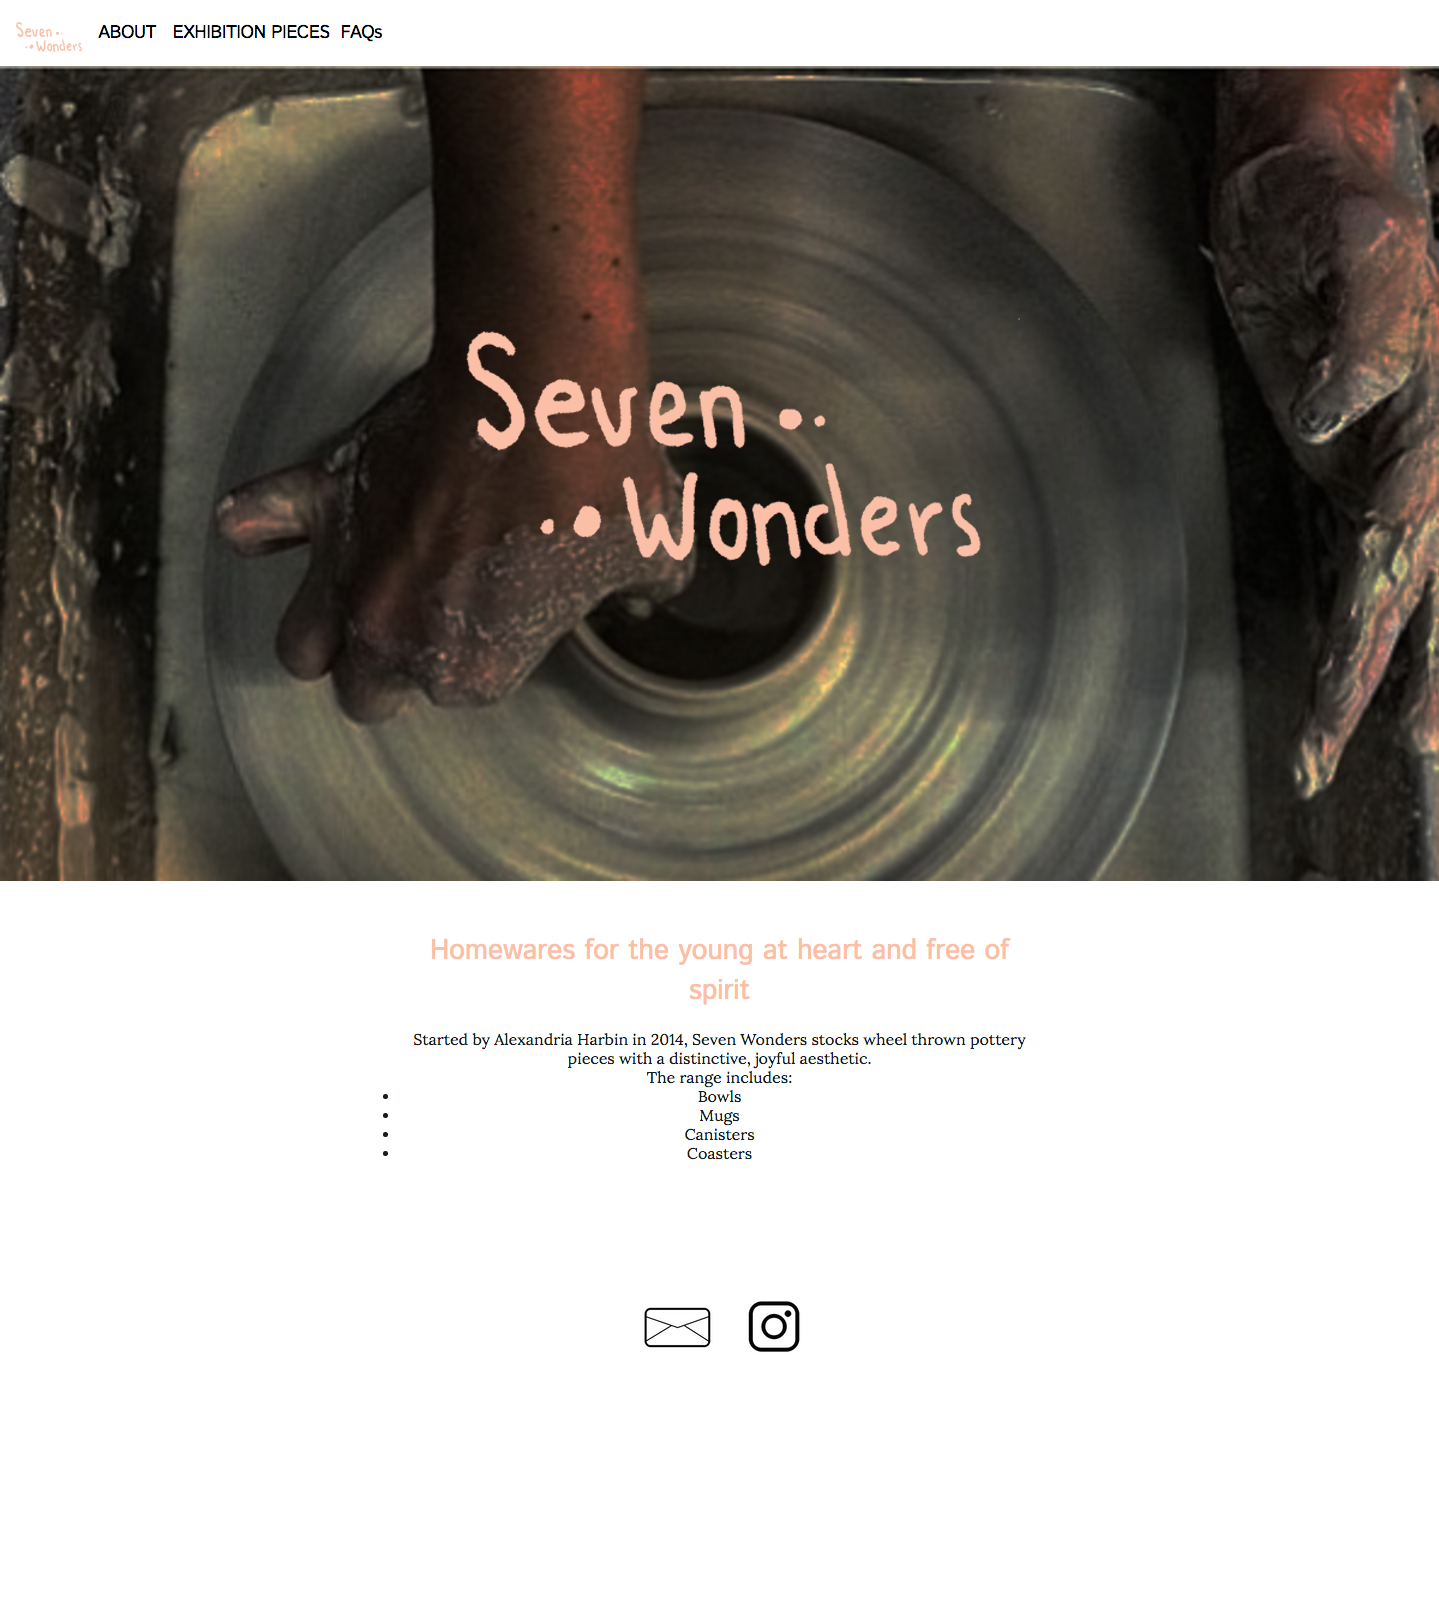 Seven
Wonders
ABOUT EXHIBITION PIECES FAQs
Seven
Wonders
Homewares for the young at heart and free of
spirit
Started by Alexandria Harbin in 2014, Seven Wonders stocks wheel thrown pottery
pieces with a distinctive, joyful aesthetic.
The range includes:
• Bowls
• Mugs
• Canisters
• Coasters